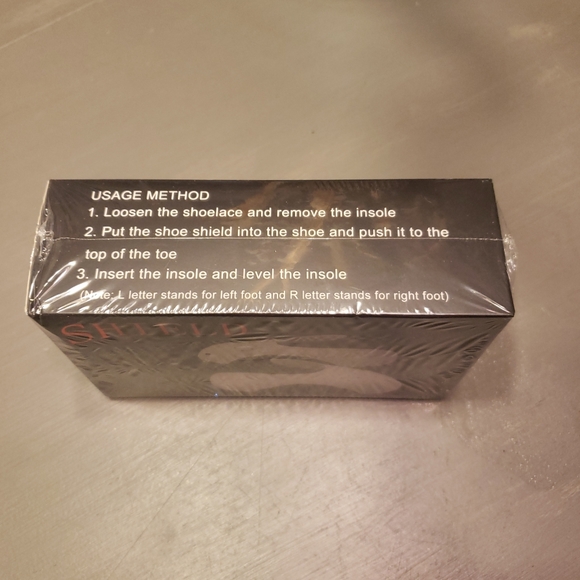 USAGE METHOD
1. Loosen the shoelace and remove the insole
2. Put the shoe shield into the shoe and push it to the
top of the toe
3. Insert the insole and level the insole
(Note: L letter stands for left foot and R letter stands for right foot)
SHIELD